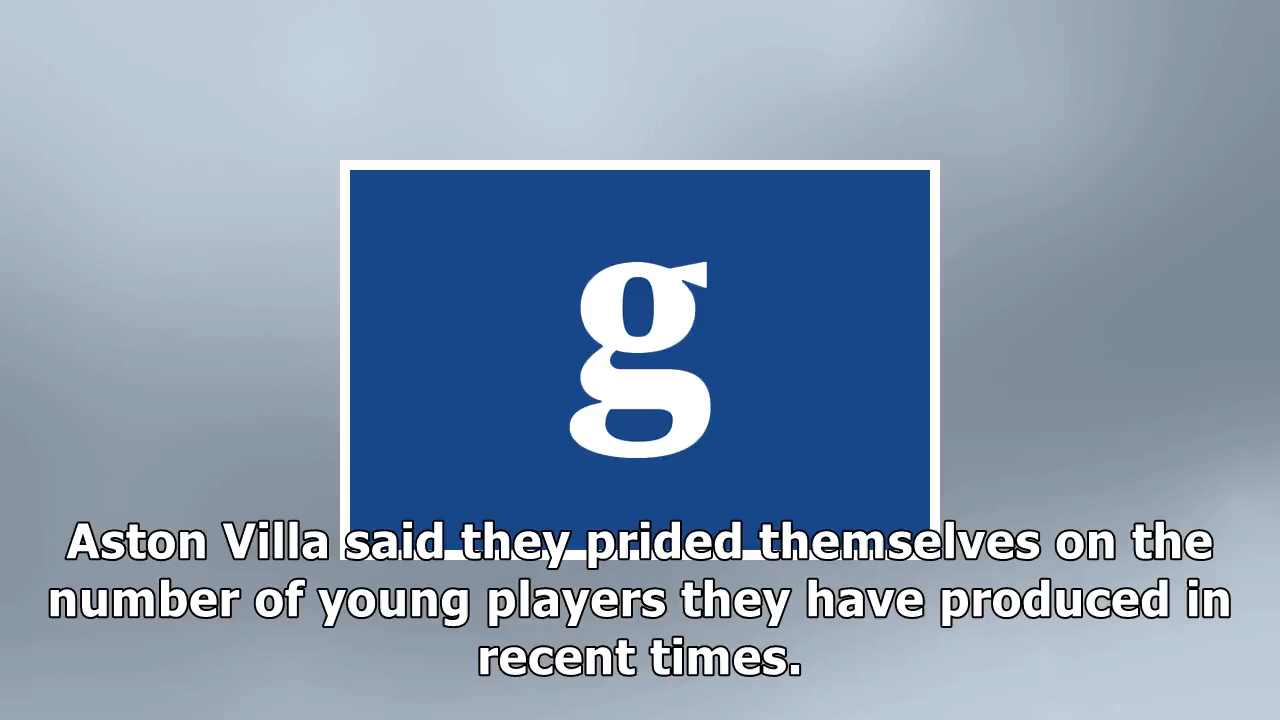 g
Aston Villa said they prided themselves on the
number of young players they have produced in
recent times.